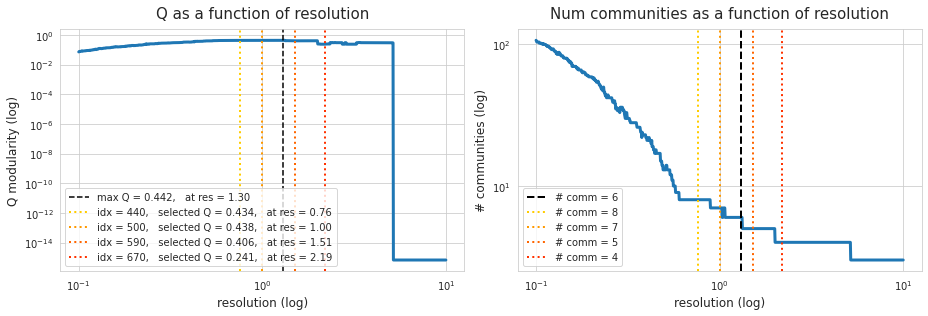 Q as a function of resolution
Q modularity (log)
10^0
10^-2
10^-4
10^-6
10^-8
10^-10
10^-12
10^-14
max Q = 0.442, at res = 1.30
idx = 440, selected Q = 0.434, at res = 0.76
idx = 500, selected Q = 0.438, at res = 1.00
idx = 590, selected Q = 0.406, at res = 1.51
idx = 670, selected Q = 0.241, at res = 2.19
10^-1
10^0
10^1
resolution (log)
Num communities as a function of resolution
# communities (log)
10^2
10^1
# comm = 6
# comm = 8
# comm = 7
# comm = 5
# comm = 4
10^-1
10^0
10^1
resolution (log)